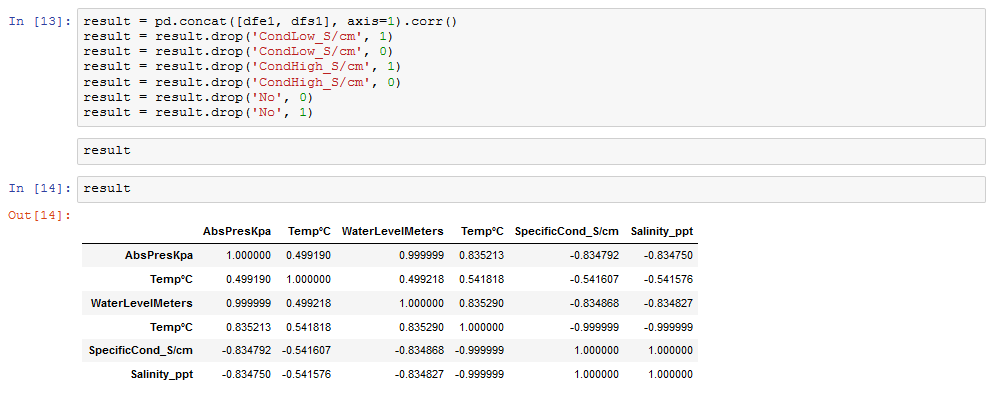 In [13]: result = pd.concat([dfe1, dfs1], axis=1).corr()
result = result.drop('CondLow_S/cm', 1)
result = result.drop('CondLow_S/cm', 0)
result = result.drop('CondHigh_S/cm', 1)
result = result.drop('CondHigh_S/cm', 0)
result = result.drop('No', 0)
result = result.drop('No', 1)
result
In [14]: result
Out[14]:
AbsPresKpa Temp°C WaterLevelMeters Temp°C SpecificCond_S/cm Salinity_ppt
AbsPresKpa 1.000000 0.499190 0.999999 0.835213 -0.834792 -0.834750
Temp°C 0.499190 1.000000 0.499218 0.541818 -0.541607 -0.541576
WaterLevelMeters 0.999999 0.499218 1.000000 0.835290 -0.834868 -0.834827
Temp°C 0.835213 0.541818 0.835290 1.000000 -0.999999 -0.999999
SpecificCond_S/cm -0.834792 -0.541607 -0.834868 -0.999999 1.000000 1.000000
Salinity_ppt -0.834750 -0.541576 -0.834827 -0.999999 1.000000 1.000000